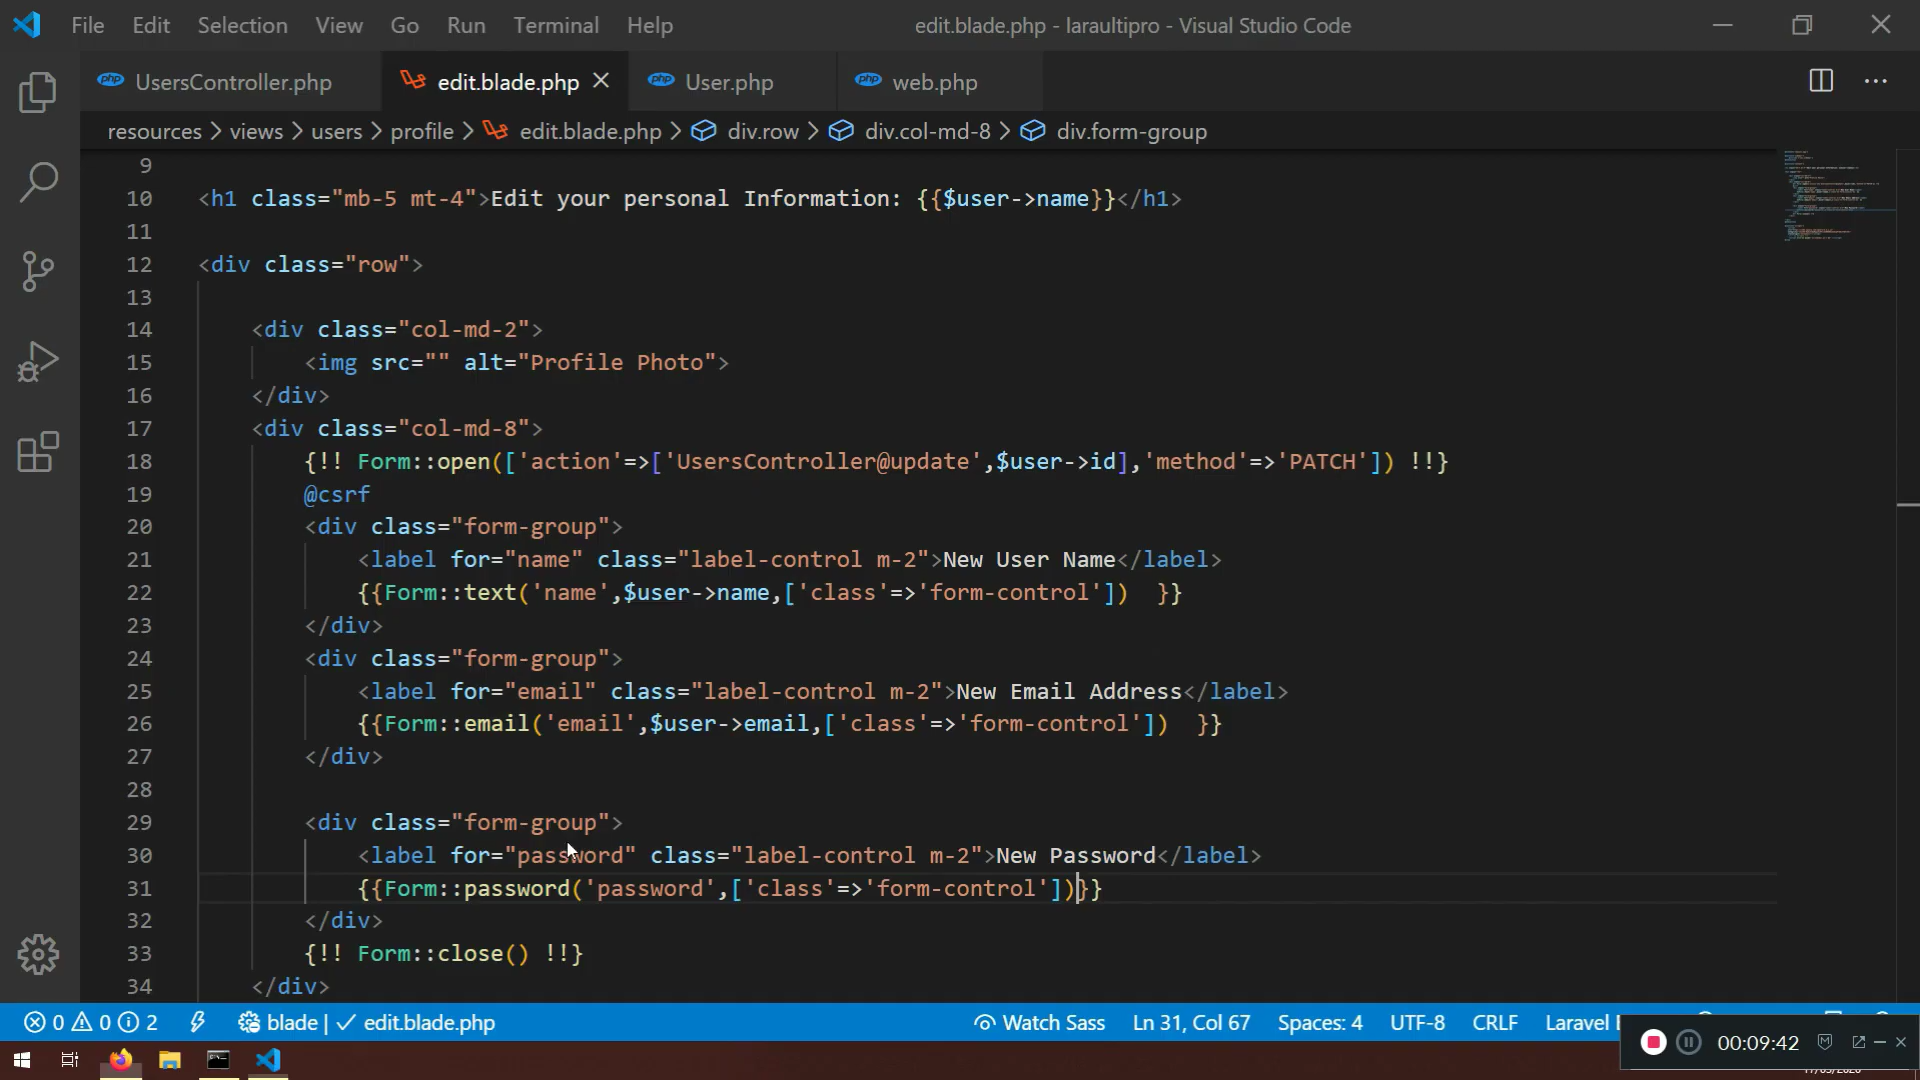 File Edit Selection View Go Run Terminal Help edit.blade.php - laraultipro - Visual Studio Code
php UsersController.php edit.blade.php php User.php php web.php
resources > views > users > profile > edit.blade.php > div.row > div.col-md-8 > div.form-group
9
10 <h1 class="mb-5 mt-4">Edit your personal Information: {{$user->name}}</h1>
11
12 <div class="row">
13
14 <div class="col-md-2">
15 <img src="" alt="Profile Photo">
16 </div>
17 <div class="col-md-8">
18 {!! Form::open(['action'=>['UsersController@update',$user->id],'method'=>'PATCH']) !!}
19 @csrf
20 <div class="form-group">
21 <label for="name" class="label-control m-2">New User Name</label>
22 {{Form::text('name',$user->name,['class'=>'form-control'])  }}
23 </div>
24 <div class="form-group">
25 <label for="email" class="label-control m-2">New Email Address</label>
26 {{Form::email('email',$user->email,['class'=>'form-control'])  }}
27 </div>
28
29 <div class="form-group">
30 <label for="password" class="label-control m-2">New Password</label>
31 {{Form::password('password',['class'=>'form-control'])}}
32 </div>
33 {!! Form::close() !!}
34 </div>
0 0 2 blade | edit.blade.php Watch Sass Ln 31, Col 67 Spaces: 4 UTF-8 CRLF Laravel
00:09:42